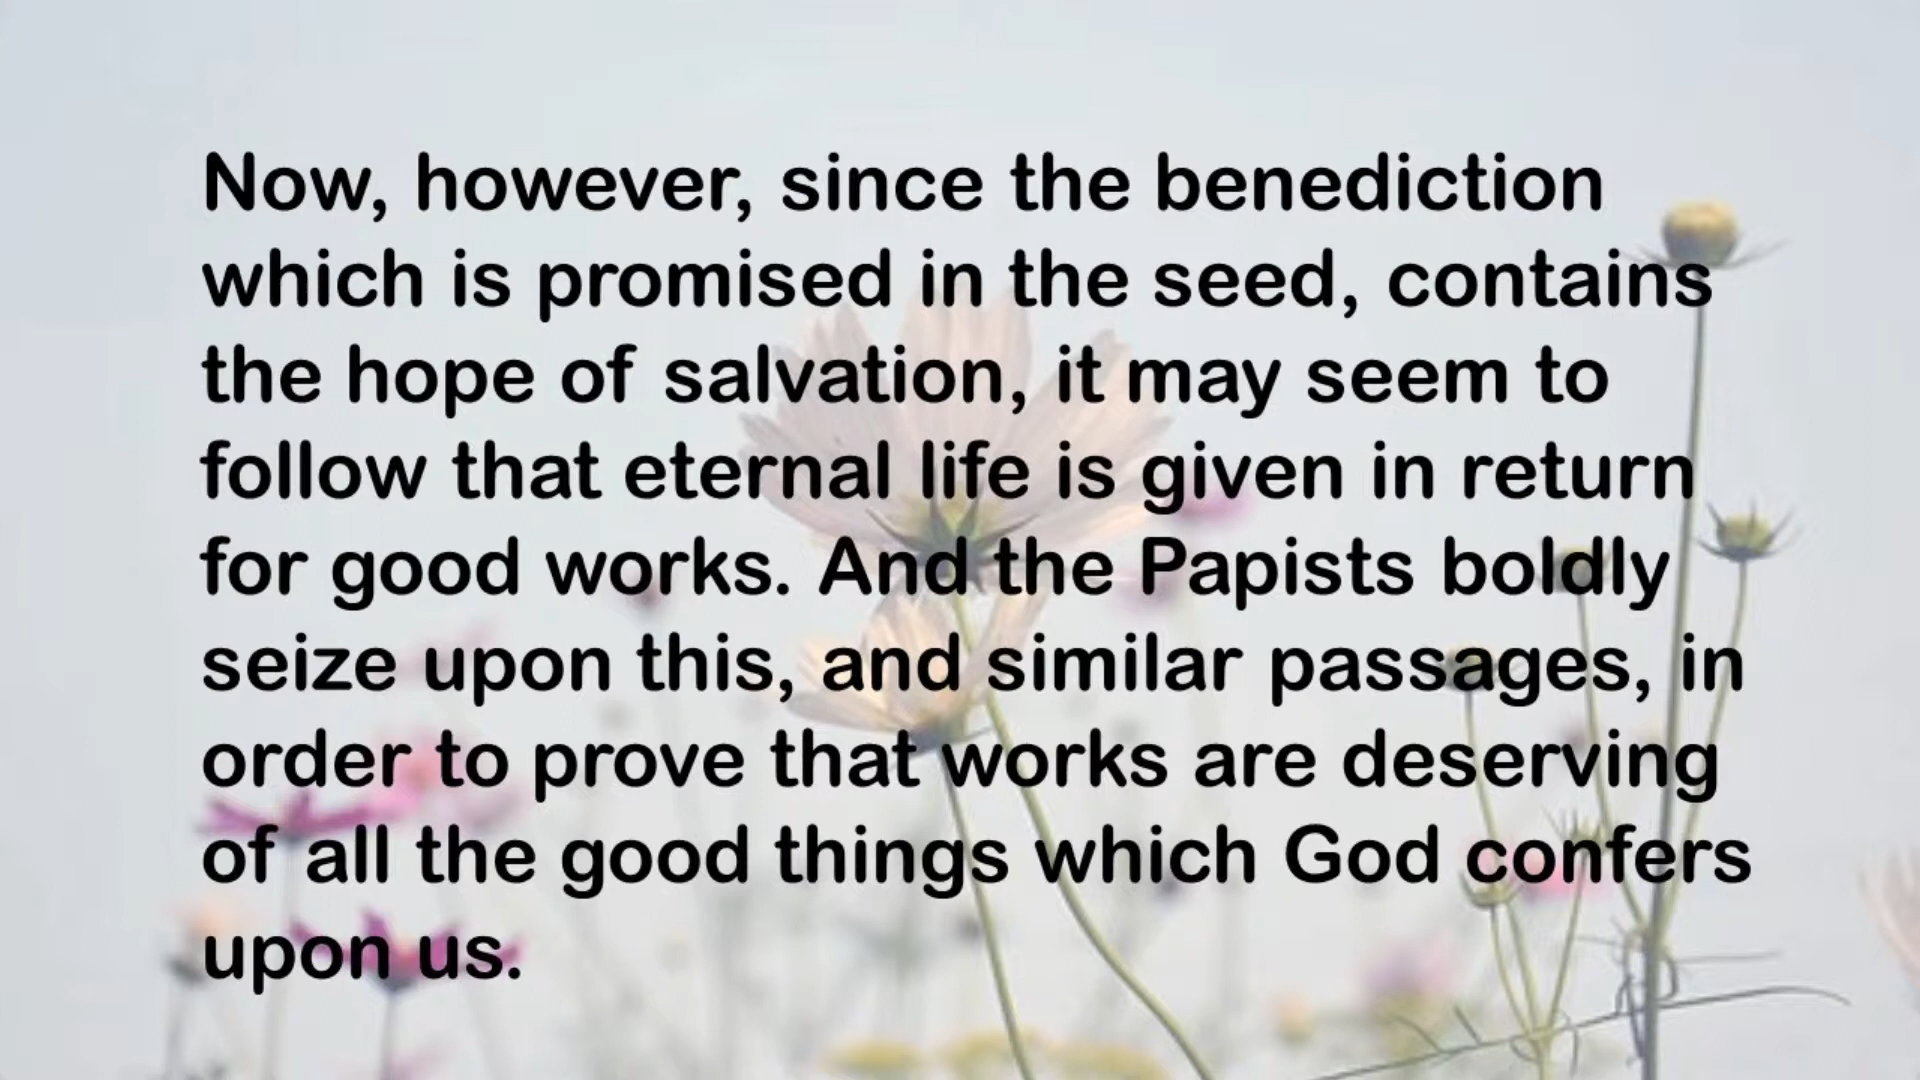 Now, however, since the benediction
which is promised in the seed, contains
the hope of salvation, it may seem to
follow that eternal life is given in return
for good works. And the Papists boldly
seize upon this, and similar passages, in
order to prove that works are deserving
of all the good things which God confers
upon us.